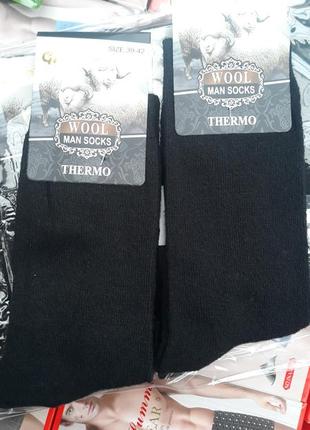 SIZE 39-42
WOOL
MAN SOCKS
THERMO
WOOL
MAN SOCKS
THERMO